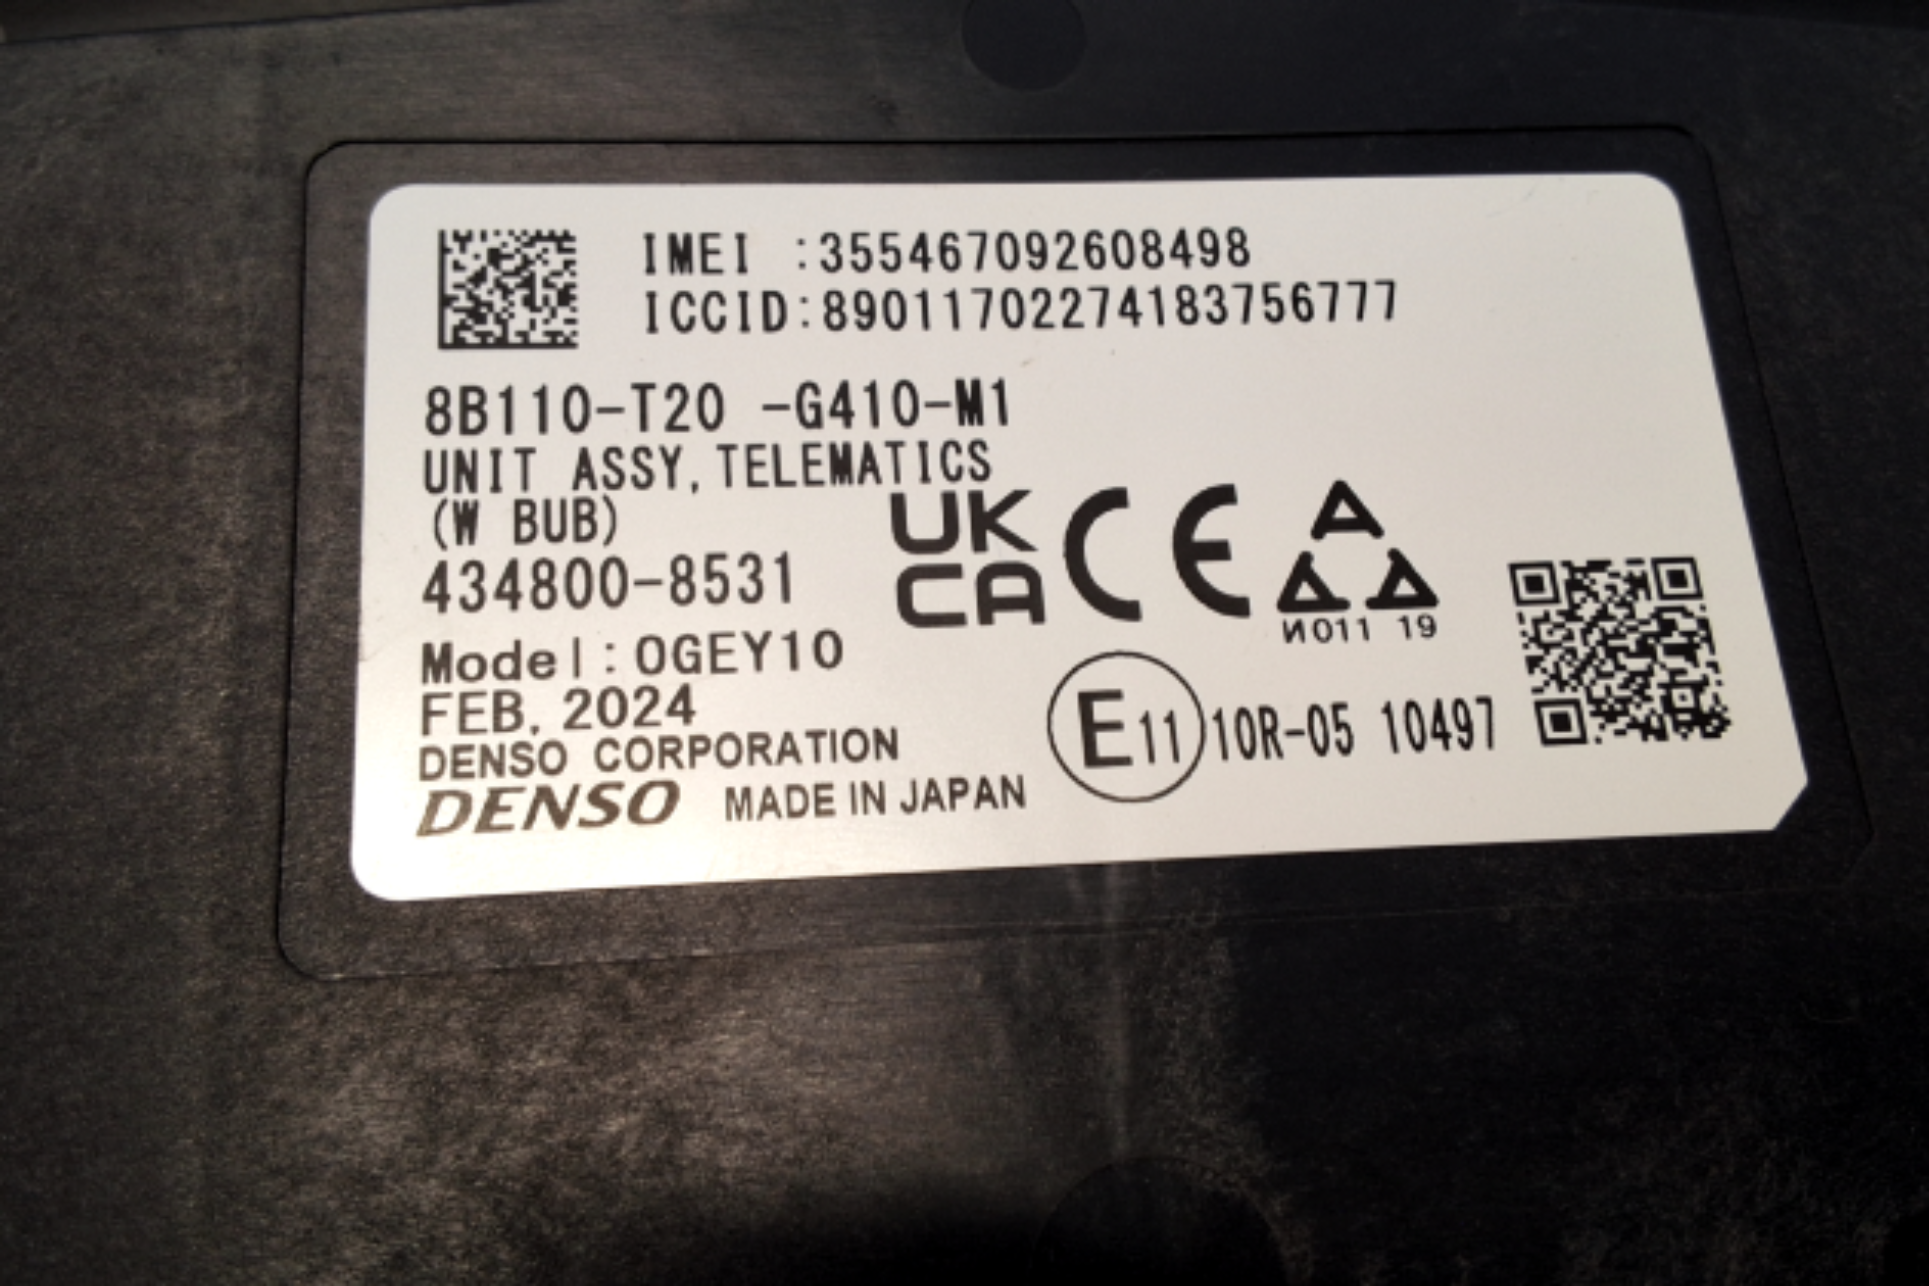 IMEI :355467092608498
ICCID:89011702274183756777
8B110-T20 -G410-M1
UNIT ASSY,TELEMATICS
(W BUB)
434800-8531
Model:0GEY10
FEB, 2024
DENSO CORPORATION
DENSO MADE IN JAPAN
UK
CA
CE
A
AA
И011 19
E11 10R-05 10497